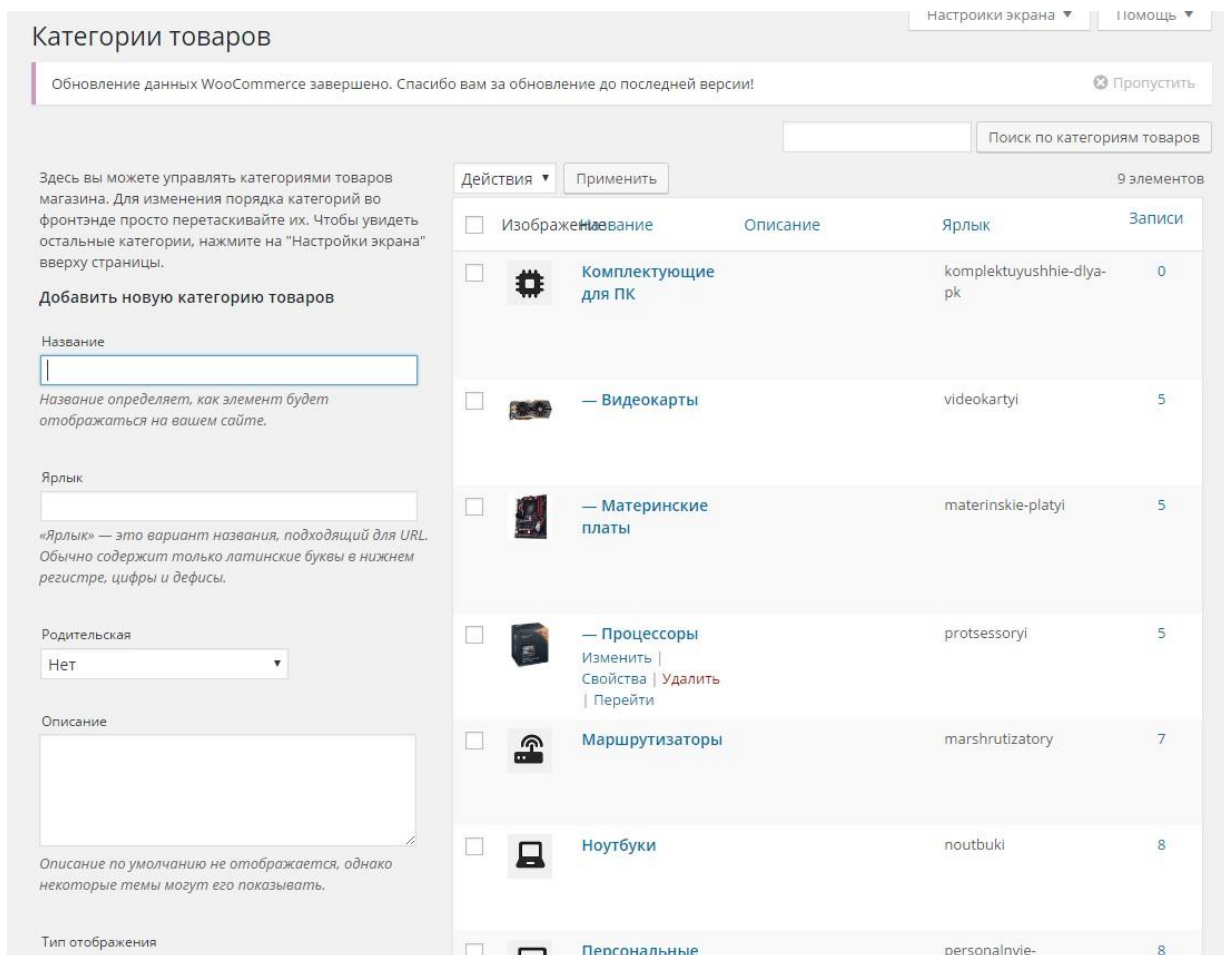 Настройки экрана ▼
Помощь ▼
Категории товаров
Обновление данных WooCommerce завершено. Спасибо вам за обновление до последней версии!
Пропустить
Поиск по категориям товаров
Здесь вы можете управлять категориями товаров
магазина. Для изменения порядка категорий во
фронтэнде просто перетаскивайте их. Чтобы увидеть
остальные категории, нажмите на "Настройки экрана"
вверху страницы.
Добавить новую категорию товаров
Название
Название определяет, как элемент будет
отображаться на вашем сайте.
Ярлык
«Ярлык» — это вариант названия, подходящий для URL.
Обычно содержит только латинские буквы в нижнем
регистре, цифры и дефисы.
Родительская
Нет ▼
Описание
Описание по умолчанию не отображается, однако
некоторые темы могут его показывать.
Тип отображения
Действия ▼
Применить
9 элементов
Изображение
Название
Описание
Ярлык
Записи
Комплектующие
для ПК
komplektuyushhie-dlya-
pk
0
— Видеокарты
videokartyi
5
— Материнские
платы
materinskie-platyi
5
— Процессоры
Изменить |
Свойства | Удалить
| Перейти
protsessoryi
5
Маршрутизаторы
marshrutizatory
7
Ноутбуки
noutbuki
8
Персональные
personalnyie-
8